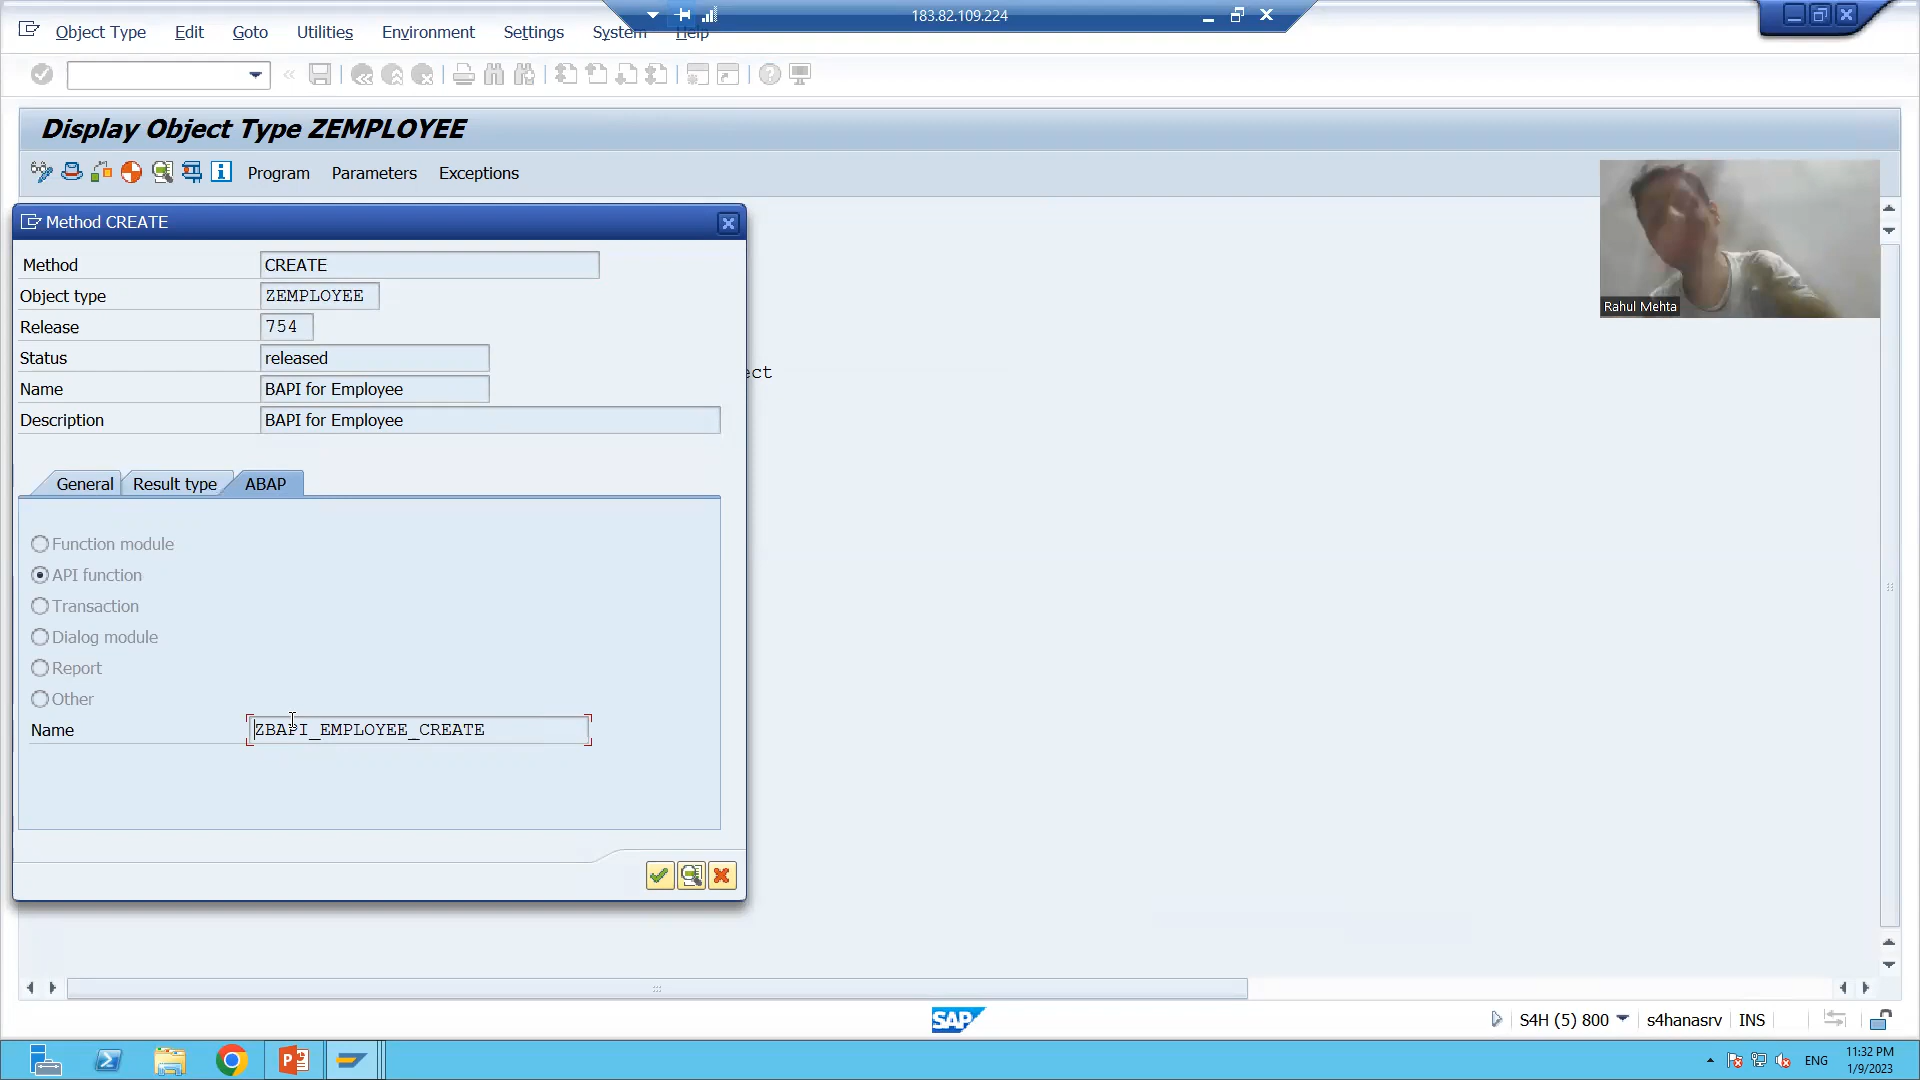 183.82.109.224
Object Type Edit Goto Utilities Environment Settings System Help
Display Object Type ZEMPLOYEE
Program Parameters Exceptions
Rahul Mehta
Method CREATE
Method CREATE
Object type ZEMPLOYEE
Release 754
Status released
Name BAPI for Employee
ect
Description BAPI for Employee
General Result type ABAP
Function module
API function
Transaction
Dialog module
Report
Other
Name ZBAPI_EMPLOYEE_CREATE
SAP
S4H (5) 800 s4hanasrv INS
ENG
11:32 PM
1/9/2023